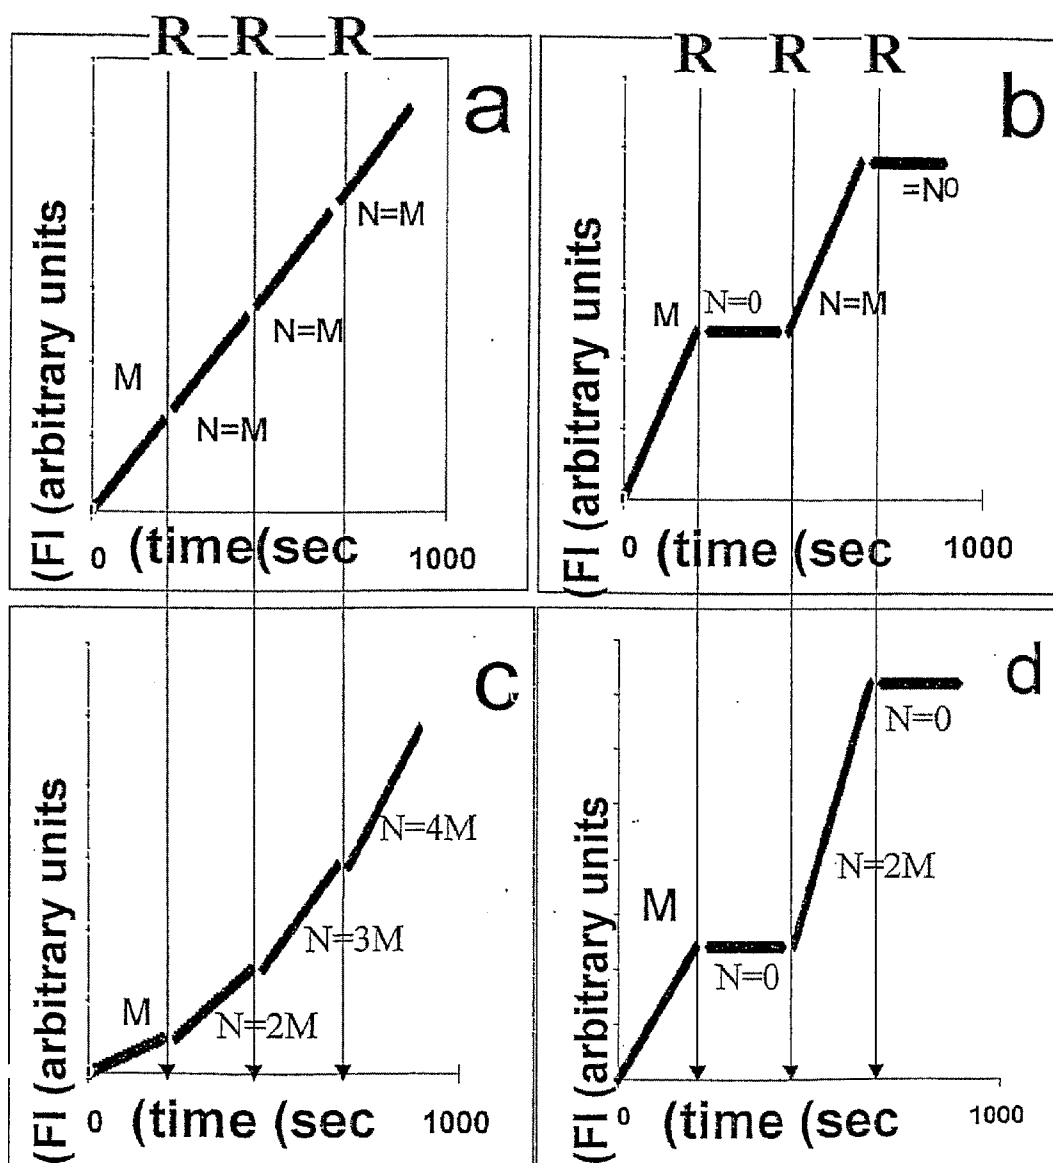 R R R
a
(FI (arbitrary units
M
N=M
N=M
N=M
0 (time(sec 1000
R R R
b
(FI (arbitrary units
M
N=0
N=M
=N0
0 (time (sec 1000
c
(FI (arbitrary units
M
N=2M
N=3M
N=4M
0 (time (sec 1000
d
(FI (arbitrary units
M
N=0
N=2M
N=0
0 (time (sec 1000